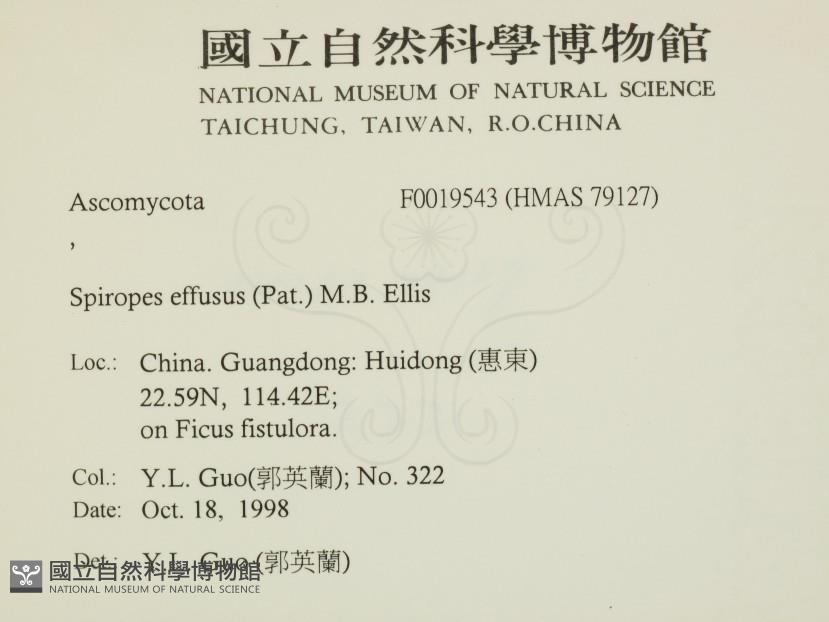 國立自然科學博物館
NATIONAL MUSEUM OF NATURAL SCIENCE
TAICHUNG, TAIWAN, R.O.CHINA
Ascomycota F0019543 (HMAS 79127)
,
Spiropes effusus (Pat.) M.B. Ellis
Loc.: China. Guangdong: Huidong (惠東)
22.59N, 114.42E;
on Ficus fistulora.
Col.: Y.L. Guo(郭英蘭); No. 322
Date: Oct. 18, 1998
Det.: Y.L. Guo (郭英蘭)
國立自然科學博物館
NATIONAL MUSEUM OF NATURAL SCIENCE